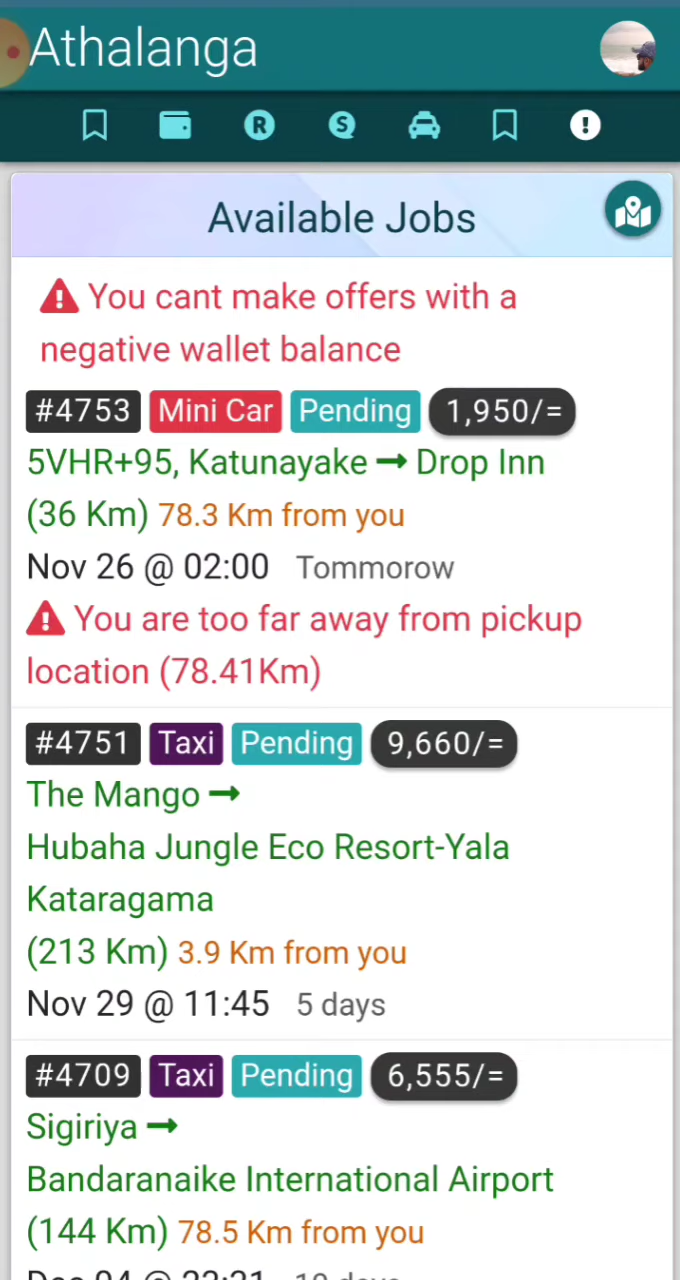 Athalanga
R S
Available Jobs
You cant make offers with a
negative wallet balance
#4753 Mini Car Pending 1,950/=
5VHR+95, Katunayake → Drop Inn
(36 Km) 78.3 Km from you
Nov 26 @ 02:00 Tommorow
You are too far away from pickup
location (78.41Km)
#4751 Taxi Pending 9,660/=
The Mango →
Hubaha Jungle Eco Resort-Yala
Kataragama
(213 Km) 3.9 Km from you
Nov 29 @ 11:45 5 days
#4709 Taxi Pending 6,555/=
Sigiriya →
Bandaranaike International Airport
(144 Km) 78.5 Km from you